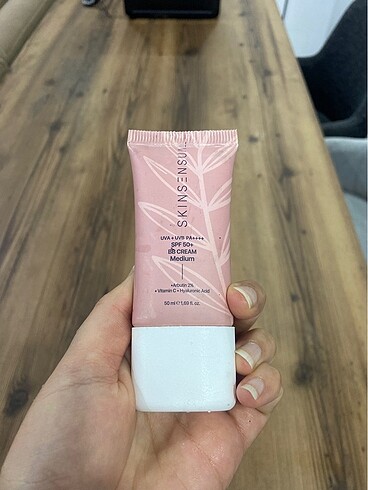 SKINSENSUAL
UVA + UVB PA++++
SPF 50+
BB CREAM
Medium
+Arbutin 2%
+ Vitamin C + Hyaluronic Acid
50 ml ℮ 1,69 fl. oz.